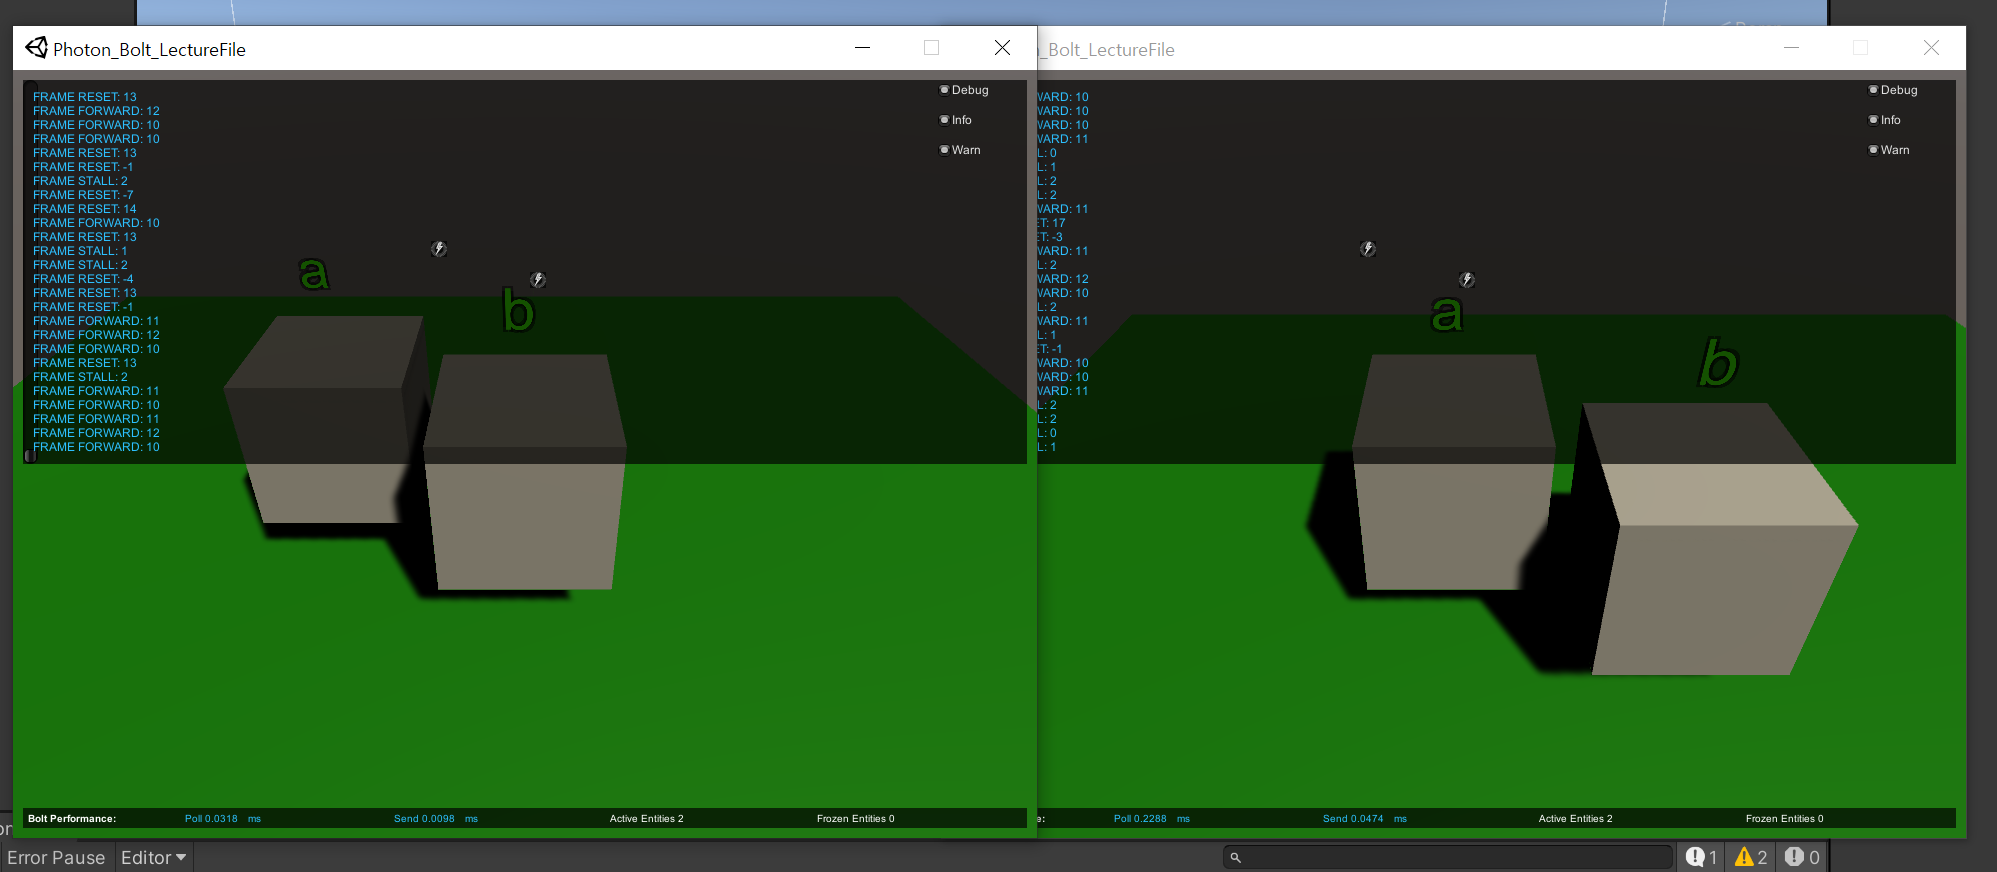 Photon_Bolt_LectureFile
FRAME RESET: 13
FRAME FORWARD: 12
FRAME FORWARD: 10
FRAME FORWARD: 10
FRAME RESET: 13
FRAME RESET: -1
FRAME STALL: 2
FRAME RESET: -7
FRAME RESET: 14
FRAME FORWARD: 10
FRAME RESET: 13
FRAME STALL: 1
FRAME STALL: 2
FRAME RESET: -4
FRAME RESET: 13
FRAME RESET: -1
FRAME FORWARD: 11
FRAME FORWARD: 12
FRAME FORWARD: 10
FRAME RESET: 13
FRAME STALL: 2
FRAME FORWARD: 11
FRAME FORWARD: 10
FRAME FORWARD: 11
FRAME FORWARD: 12
FRAME FORWARD: 10
Debug
Info
Warn
a
b
Bolt Performance: Poll 0.0318 ms Send 0.0098 ms Active Entities 2 Frozen Entities 0
_Bolt_LectureFile
WARD: 10
WARD: 10
WARD: 10
WARD: 11
L: 0
L: 1
L: 2
L: 2
WARD: 11
ET: 17
ET: -3
WARD: 11
L: 2
WARD: 12
WARD: 10
L: 2
WARD: 11
L: 1
ET: -1
WARD: 10
WARD: 10
WARD: 11
L: 2
L: 2
L: 0
L: 1
Debug
Info
Warn
a
b
e: Poll 0.2288 ms Send 0.0474 ms Active Entities 2 Frozen Entities 0
Error Pause Editor 1 2 0